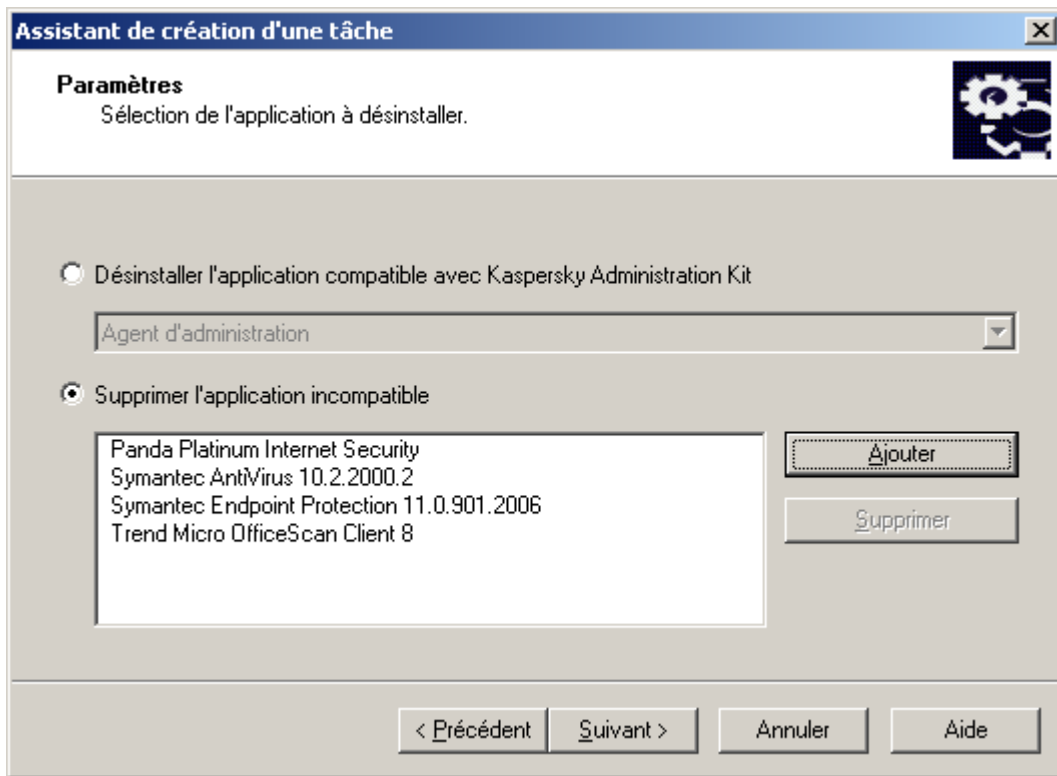 Assistant de création d'une tâche
Paramètres
Sélection de l'application à désinstaller.
Désinstaller l'application compatible avec Kaspersky Administration Kit
Agent d'administration
Supprimer l'application incompatible
Panda Platinum Internet Security
Symantec AntiVirus 10.2.2000.2
Symantec Endpoint Protection 11.0.901.2006
Trend Micro OfficeScan Client 8
Ajouter
Supprimer
< Précédent
Suivant >
Annuler
Aide